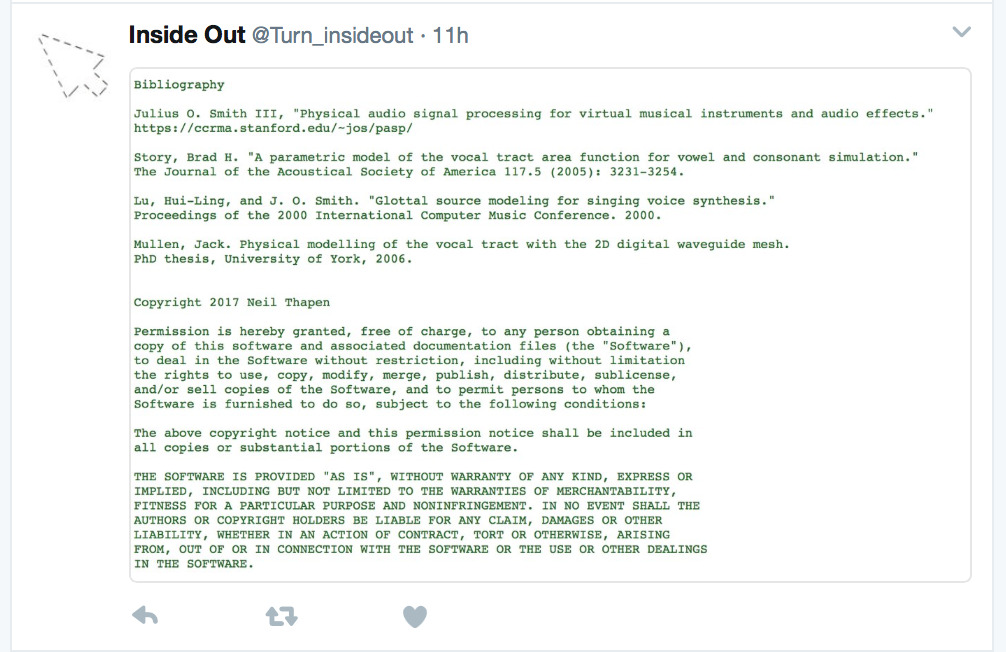 Inside Out @Turn_insideout · 11h
Bibliography
Julius O. Smith III, "Physical audio signal processing for virtual musical instruments and audio effects."
https://ccrma.stanford.edu/~jos/pasp/
Story, Brad H. "A parametric model of the vocal tract area function for vowel and consonant simulation."
The Journal of the Acoustical Society of America 117.5 (2005): 3231-3254.
Lu, Hui-Ling, and J. O. Smith. "Glottal source modeling for singing voice synthesis."
Proceedings of the 2000 International Computer Music Conference. 2000.
Mullen, Jack. Physical modelling of the vocal tract with the 2D digital waveguide mesh.
PhD thesis, University of York, 2006.
Copyright 2017 Neil Thapen
Permission is hereby granted, free of charge, to any person obtaining a
copy of this software and associated documentation files (the "Software"),
to deal in the Software without restriction, including without limitation
the rights to use, copy, modify, merge, publish, distribute, sublicense,
and/or sell copies of the Software, and to permit persons to whom the
Software is furnished to do so, subject to the following conditions:
The above copyright notice and this permission notice shall be included in
all copies or substantial portions of the Software.
THE SOFTWARE IS PROVIDED "AS IS", WITHOUT WARRANTY OF ANY KIND, EXPRESS OR
IMPLIED, INCLUDING BUT NOT LIMITED TO THE WARRANTIES OF MERCHANTABILITY,
FITNESS FOR A PARTICULAR PURPOSE AND NONINFRINGEMENT. IN NO EVENT SHALL THE
AUTHORS OR COPYRIGHT HOLDERS BE LIABLE FOR ANY CLAIM, DAMAGES OR OTHER
LIABILITY, WHETHER IN AN ACTION OF CONTRACT, TORT OR OTHERWISE, ARISING
FROM, OUT OF OR IN CONNECTION WITH THE SOFTWARE OR THE USE OR OTHER DEALINGS
IN THE SOFTWARE.